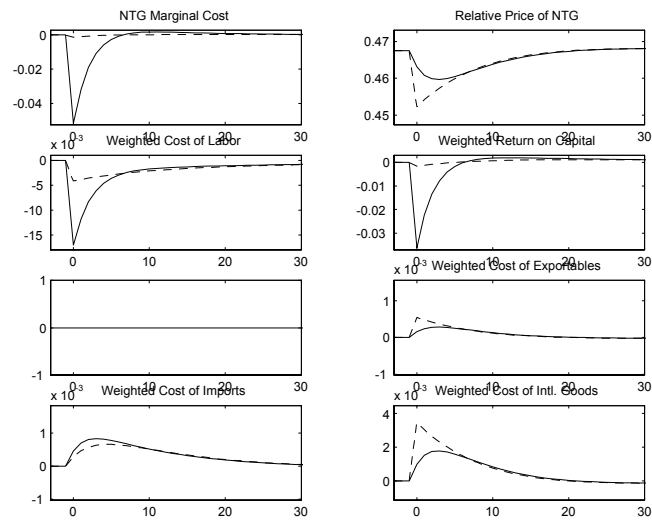 NTG Marginal Cost
Relative Price of NTG
0
-0.02
-0.04
0 10 20 30
0.47
0.46
0.45
0 10 20 30
x 10-3
Weighted Cost of Labor
Weighted Return on Capital
0
-5
-10
-15
0 10 20 30
0
-0.01
-0.02
-0.03
0 10 20 30
1
0
-1
0 10 20 30
x 10-3
Weighted Cost of Exportables
1
0
-1
0 10 20 30
x 10-3
Weighted Cost of Imports
x 10-3
Weighted Cost of Intl. Goods
1
0
-1
0 10 20 30
4
2
0
0 10 20 30